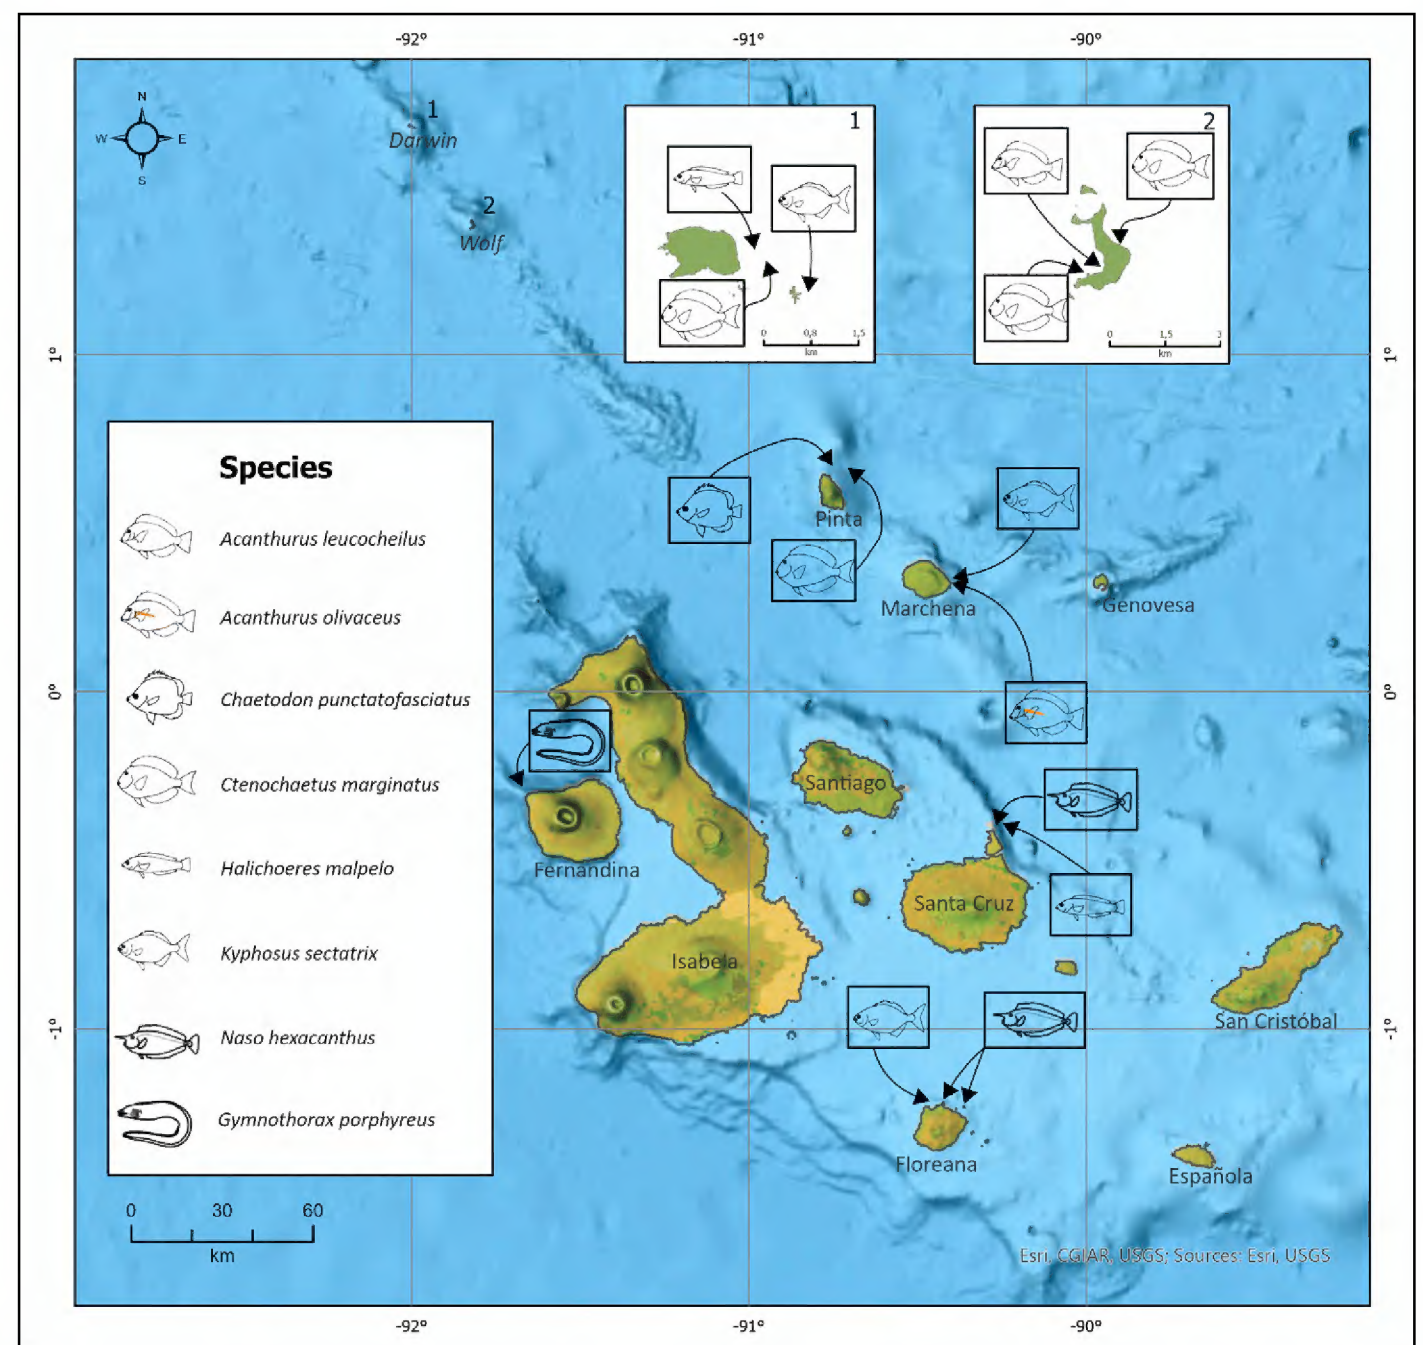 -92° -91° -90°
N
W E
S
1
Darwin
2
Wolf
1
0 0,8 1,5
km
2
0 1,5 3
km
1° 1°
Species
Acanthurus leucocheilus
Acanthurus olivaceus
Chaetodon punctatofasciatus
Ctenochaetus marginatus
Halichoeres malpelo
Kyphosus sectatrix
Naso hexacanthus
Gymnothorax porphyreus
Pinta
Marchena
Genovesa
0° 0°
Santiago
Fernandina
Santa Cruz
Isabela
San Cristóbal
-1° -1°
Floreana
Española
0 30 60
km
Esri, CGIAR, USGS; Sources: Esri, USGS
-92° -91° -90°